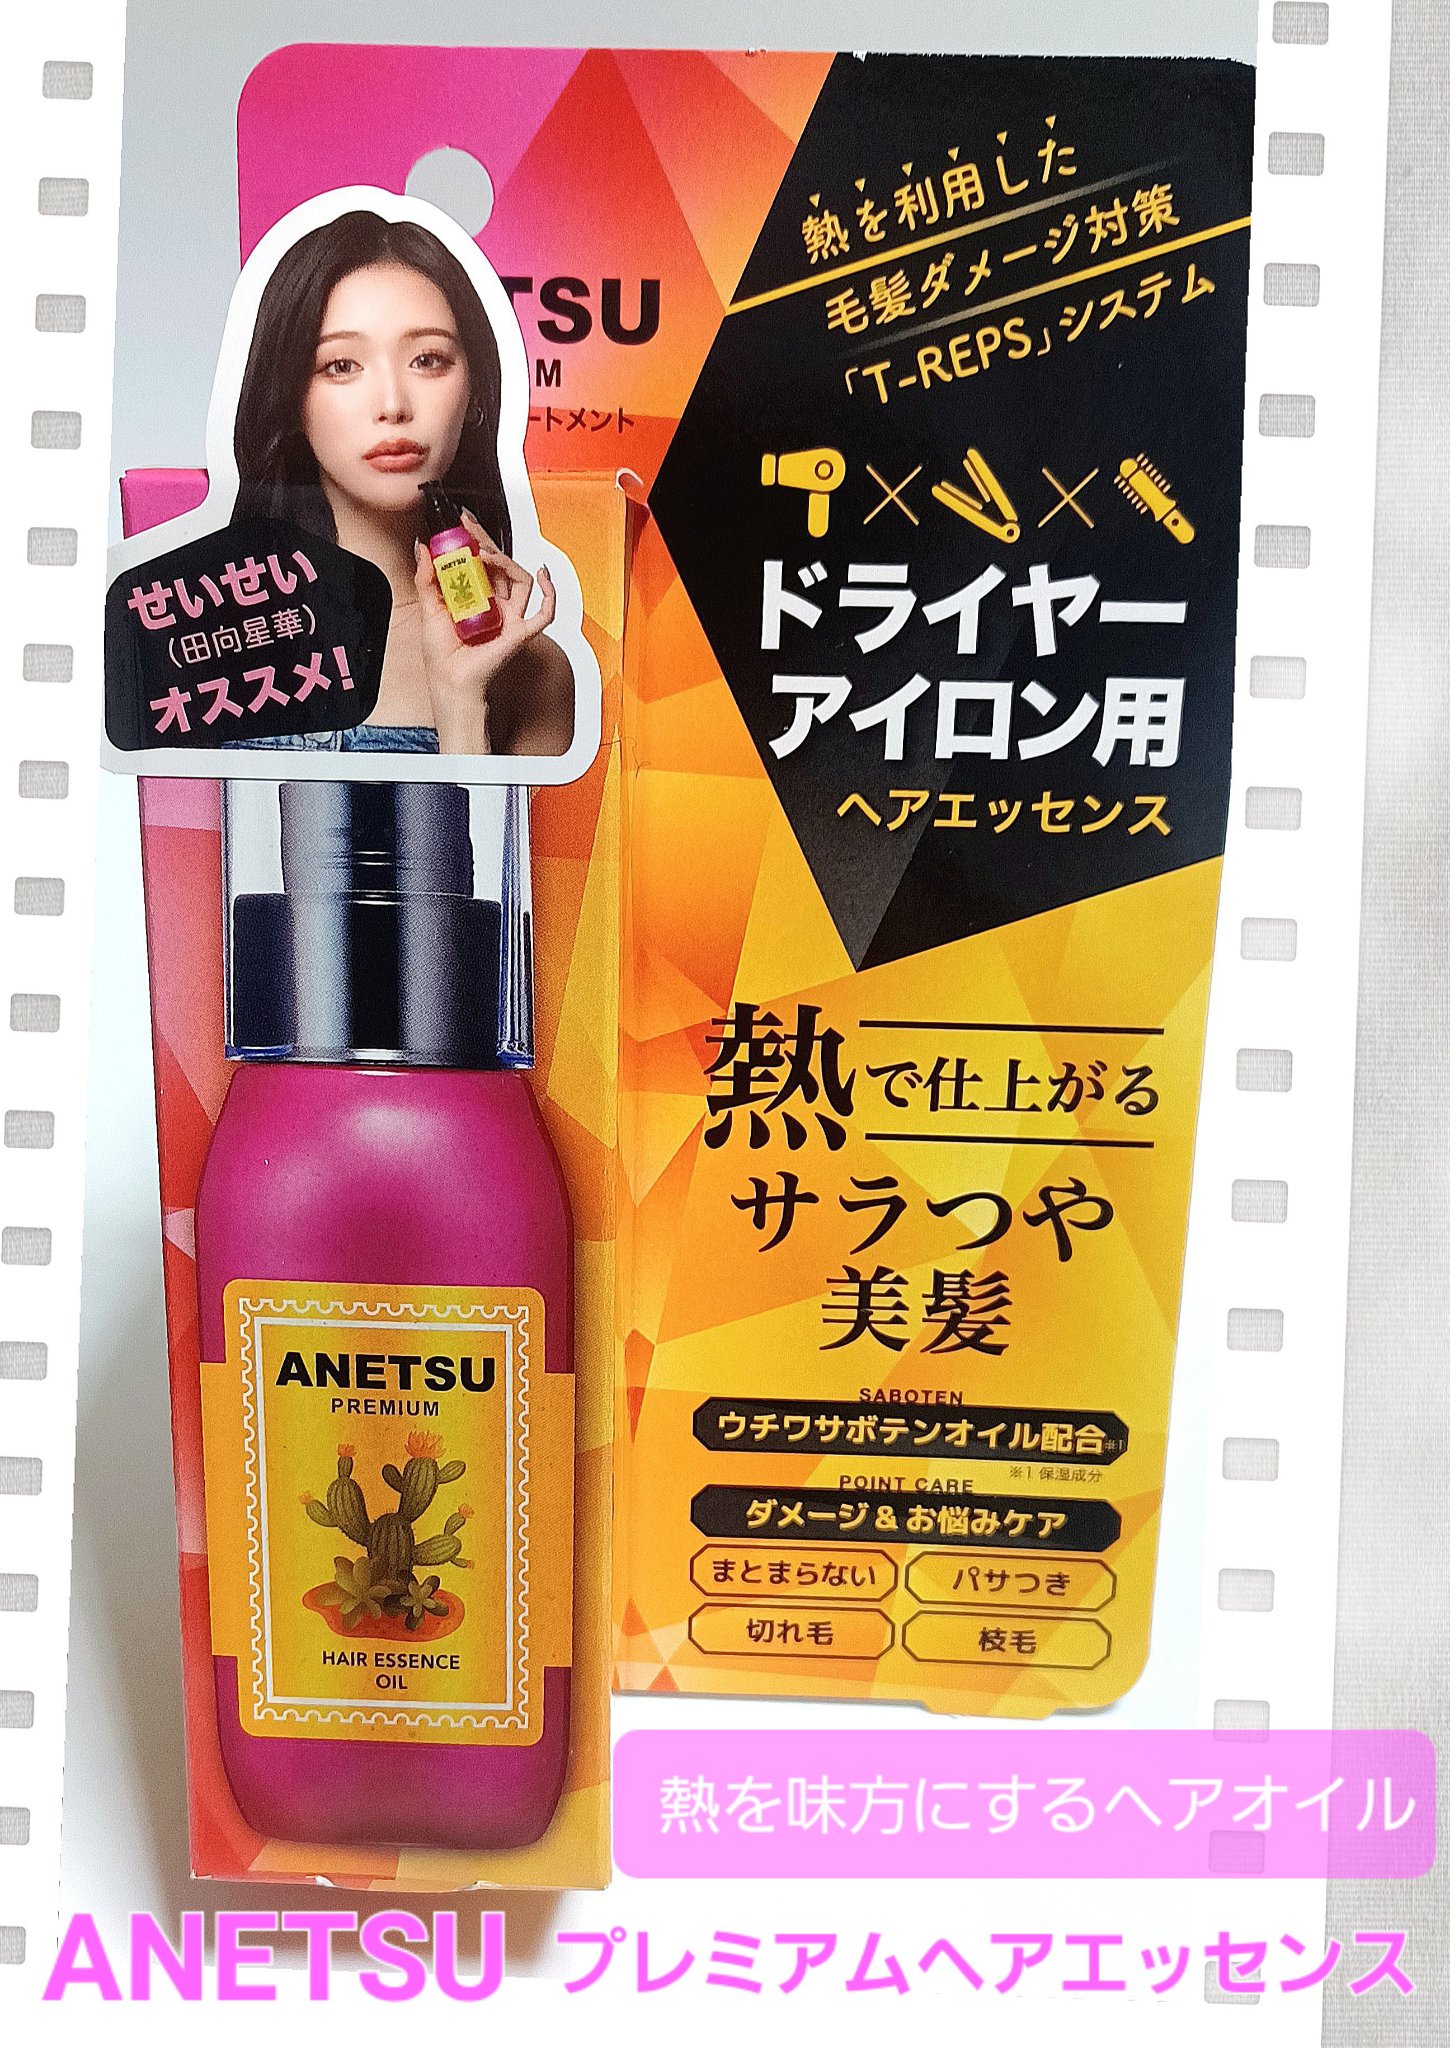 熱を利用した
毛髪ダメージ対策
「T-REPS」システム
TSU
M
ートメント
ドライヤー
アイロン用
ヘアエッセンス
せいせい
(田向星華)
オススメ!
ANETSU
熱で仕上がる
サラつや
美髪
SABOTEN
ウチワサボテンオイル配合※1
※1 保湿成分
POINT CARE
ダメージ&お悩みケア
まとまらない
パサつき
切れ毛
枝毛
ANETSU
PREMIUM
HAIR ESSENCE
OIL
熱を味方にするヘアオイル
ANETSU プレミアムヘアエッセンス